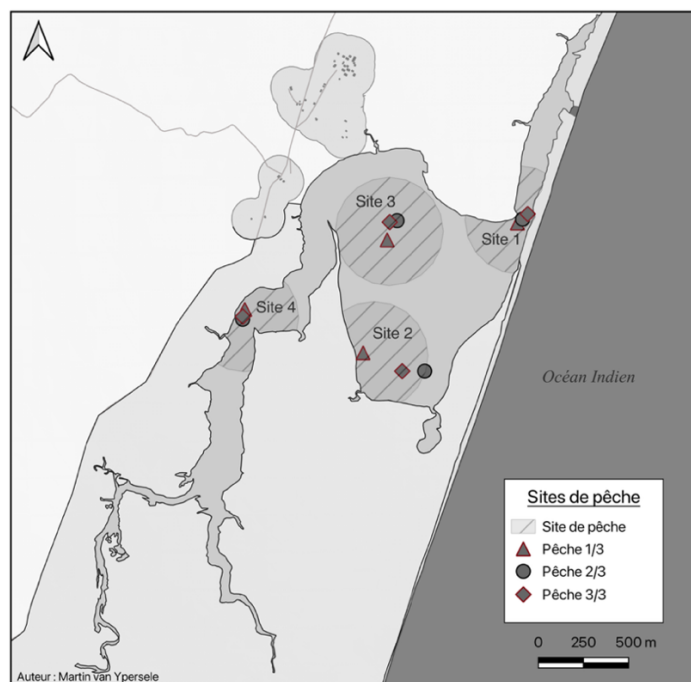 Site 3
Site 1
Site 4
Site 2
Océan Indien
Sites de pêche
Site de pêche
Pêche 1/3
Pêche 2/3
Pêche 3/3
0 250 500 m
Auteur : Martin van Ypersele